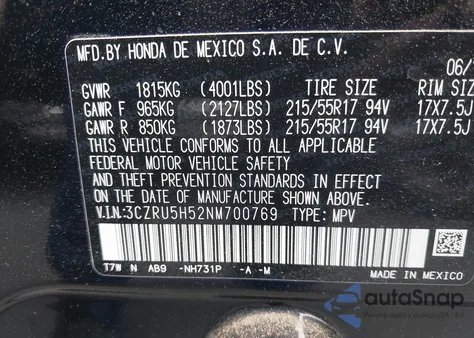 MFD.BY HONDA DE MEXICO S.A. DE C.V.
06/
GVWR 1815KG (4001LBS) TIRE SIZE RIM SIZE
GAWR F 965KG (2127LBS) 215/55R17 94V 17X7.5J
GAWR R 850KG (1873LBS) 215/55R17 94V 17X7.5J
THIS VEHICLE CONFORMS TO ALL APPLICABLE
FEDERAL MOTOR VEHICLE SAFETY
AND THEFT PREVENTION STANDARDS IN EFFECT
ON THE DATE OF MANUFACTURE SHOWN ABOVE.
V.I.N.:3CZRU5H52NM700769 TYPE: MPV
T7W N AB9 -NH731P -A -M
MADE IN MEXICO
autoSnap